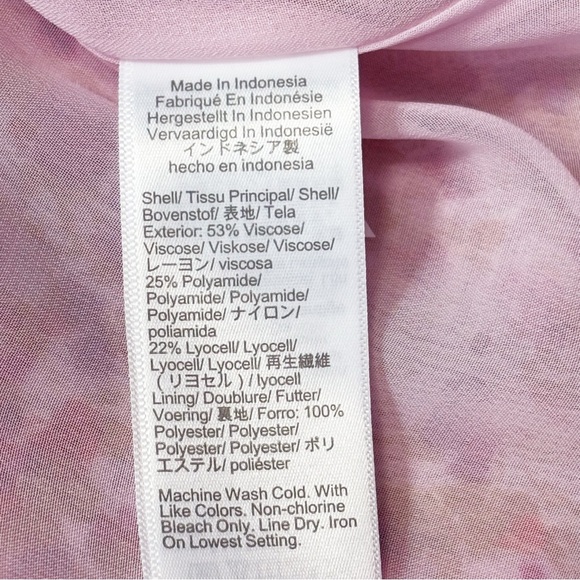 Made In Indonesia
Fabriqué En Indonésie
Hergestellt In Indonesien
Vervaardigd In Indonesië
インドネシア製
hecho en indonesia
Shell/ Tissu Principal/ Shell/
Bovenstof/ 表地/ Tela
Exterior: 53% Viscose/
Viscose/ Viskose/ Viscose/
レーヨン/ viscosa
25% Polyamide/
Polyamide/ Polyamide/
Polyamide/ ナイロン/
poliamida
22% Lyocell/ Lyocell/
Lyocell/ Lyocell/ 再生繊維
(リヨセル)/ lyocell
Lining/ Doublure/ Futter/
Voering/ 裏地/ Forro: 100%
Polyester/ Polyester/
Polyester/ Polyester/ ポリ
エステル/ poliéster
Machine Wash Cold. With
Like Colors. Non-chlorine
Bleach Only. Line Dry. Iron
On Lowest Setting.